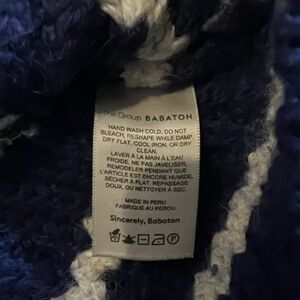 The Group BABATON
HAND WASH COLD, DO NOT
BLEACH, RESHAPE WHILE DAMP,
DRY FLAT, COOL IRON, OR DRY
CLEAN.
LAVER À LA MAIN À L'EAU
FROIDE, NE PAS JAVELISER,
REMODELER PENDANT QUE
L'ARTICLE EST ENCORE HUMIDE,
SÉCHER À PLAT, REPASSAGE
DOUX, OU NETTOYER À SEC.
MADE IN PERU
FABRIQUÉ AU PÉROU
Sincerely, Babaton